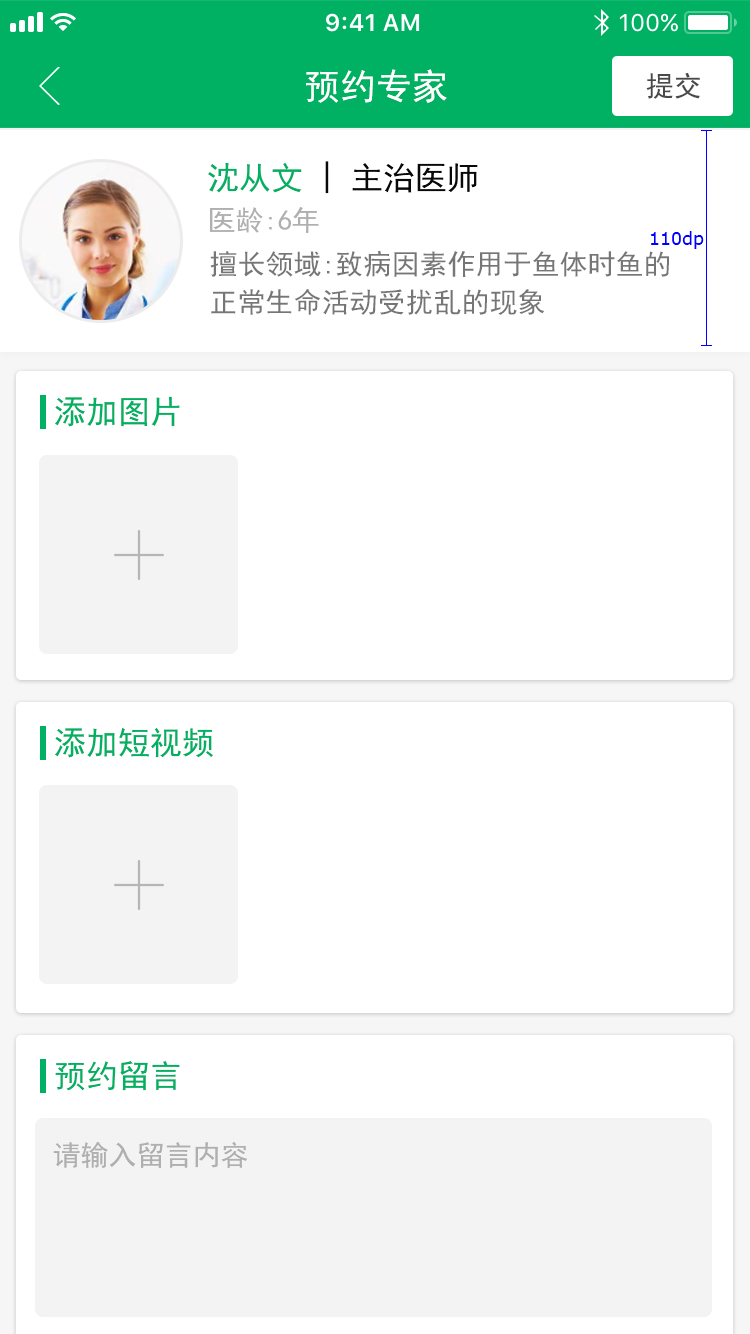 9:41 AM
100%
预约专家
提交
沈从文 | 主治医师
医龄:6年
110dp
擅长领域:致病因素作用于鱼体时鱼的
正常生命活动受扰乱的现象
添加图片
添加短视频
预约留言
请输入留言内容